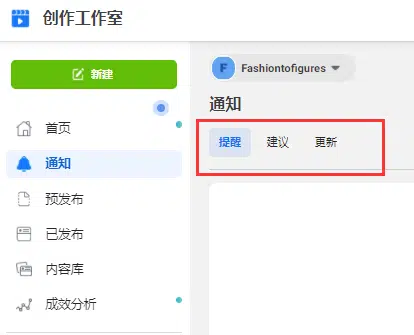 创作工作室
新建
首页
通知
预发布
已发布
内容库
成效分析
F Fashiontofigures
通知
提醒 建议 更新